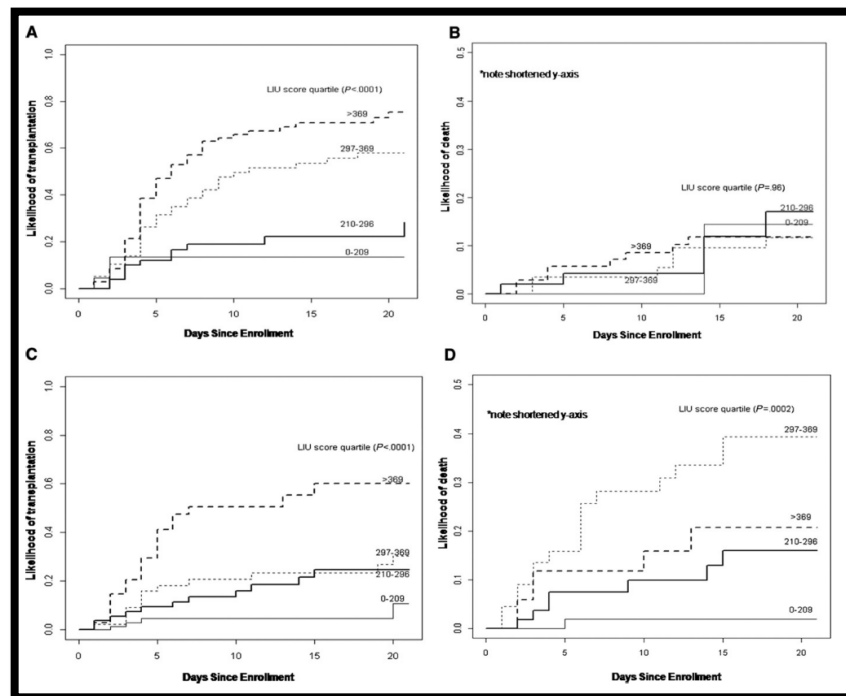 A
Likelihood of transplantation
1.0
0.8
0.6
0.4
0.2
0.0
LIU score quartile (P<.0001)
>369
297-369
210-296
0-209
0 5 10 15 20
Days Since Enrollment
B
Likelihood of death
0.5
0.4
0.3
0.2
0.1
0.0
*note shortened y-axis
LIU score quartile (P=.96)
210-296
0-209
>369
297-369
0 5 10 15 20
Days Since Enrollment
C
Likelihood of transplantation
1.0
0.8
0.6
0.4
0.2
0.0
LIU score quartile (P<.0001)
>369
297-369
210-296
0-209
0 5 10 15 20
Days Since Enrollment
D
Likelihood of death
0.5
0.4
0.3
0.2
0.1
0.0
*note shortened y-axis
LIU score quartile (P=.0002)
297-369
>369
210-296
0-209
0 5 10 15 20
Days Since Enrollment